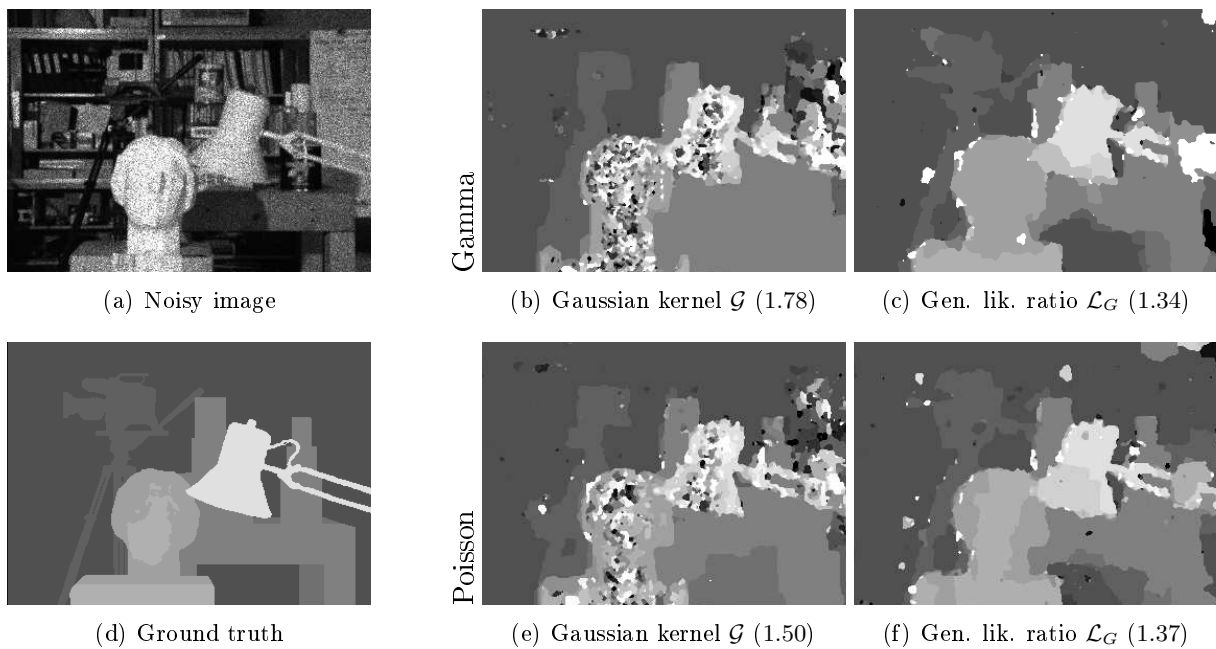 Gamma
(a) Noisy image
(b) Gaussian kernel 𝒢 (1.78)
(c) Gen. lik. ratio ℒ_G (1.34)
Poisson
(d) Ground truth
(e) Gaussian kernel 𝒢 (1.50)
(f) Gen. lik. ratio ℒ_G (1.37)